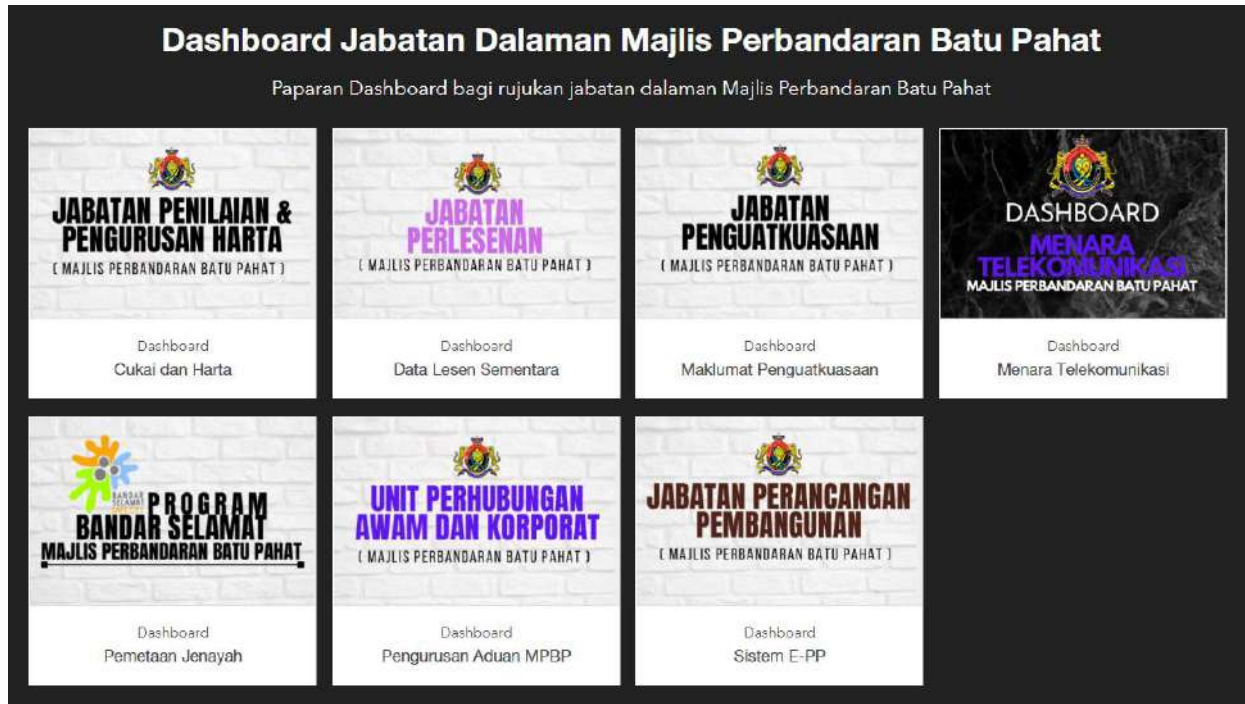 Dashboard Jabatan Dalaman Majlis Perbandaran Batu Pahat
Paparan Dashboard bagi rujukan jabatan dalaman Majlis Perbandaran Batu Pahat
JABATAN PENILAIAN &
PENGURUSAN HARTA
( MAJLIS PERBANDARAN BATU PAHAT )
Dashboard
Cukai dan Harta
JABATAN
PERLESENAN
( MAJLIS PERBANDARAN BATU PAHAT )
Dashboard
Data Lesen Sementara
JABATAN
PENGUATKUASAAN
( MAJLIS PERBANDARAN BATU PAHAT )
Dashboard
Maklumat Penguatkuasaan
DASHBOARD
MENARA
TELEKOMUNIKASI
MAJLIS PERBANDARAN BATU PAHAT
Dashboard
Menara Telekomunikasi
BANDAR
SELAMAT
PROGRAM
BANDAR SELAMAT
MAJLIS PERBANDARAN BATU PAHAT
Dashboard
Pemetaan Jenayah
UNIT PERHUBUNGAN
AWAM DAN KORPORAT
( MAJLIS PERBANDARAN BATU PAHAT )
Dashboard
Pengurusan Aduan MPBP
JABATAN PERANCANGAN
PEMBANGUNAN
( MAJLIS PERBANDARAN BATU PAHAT )
Dashboard
Sistem E-PP